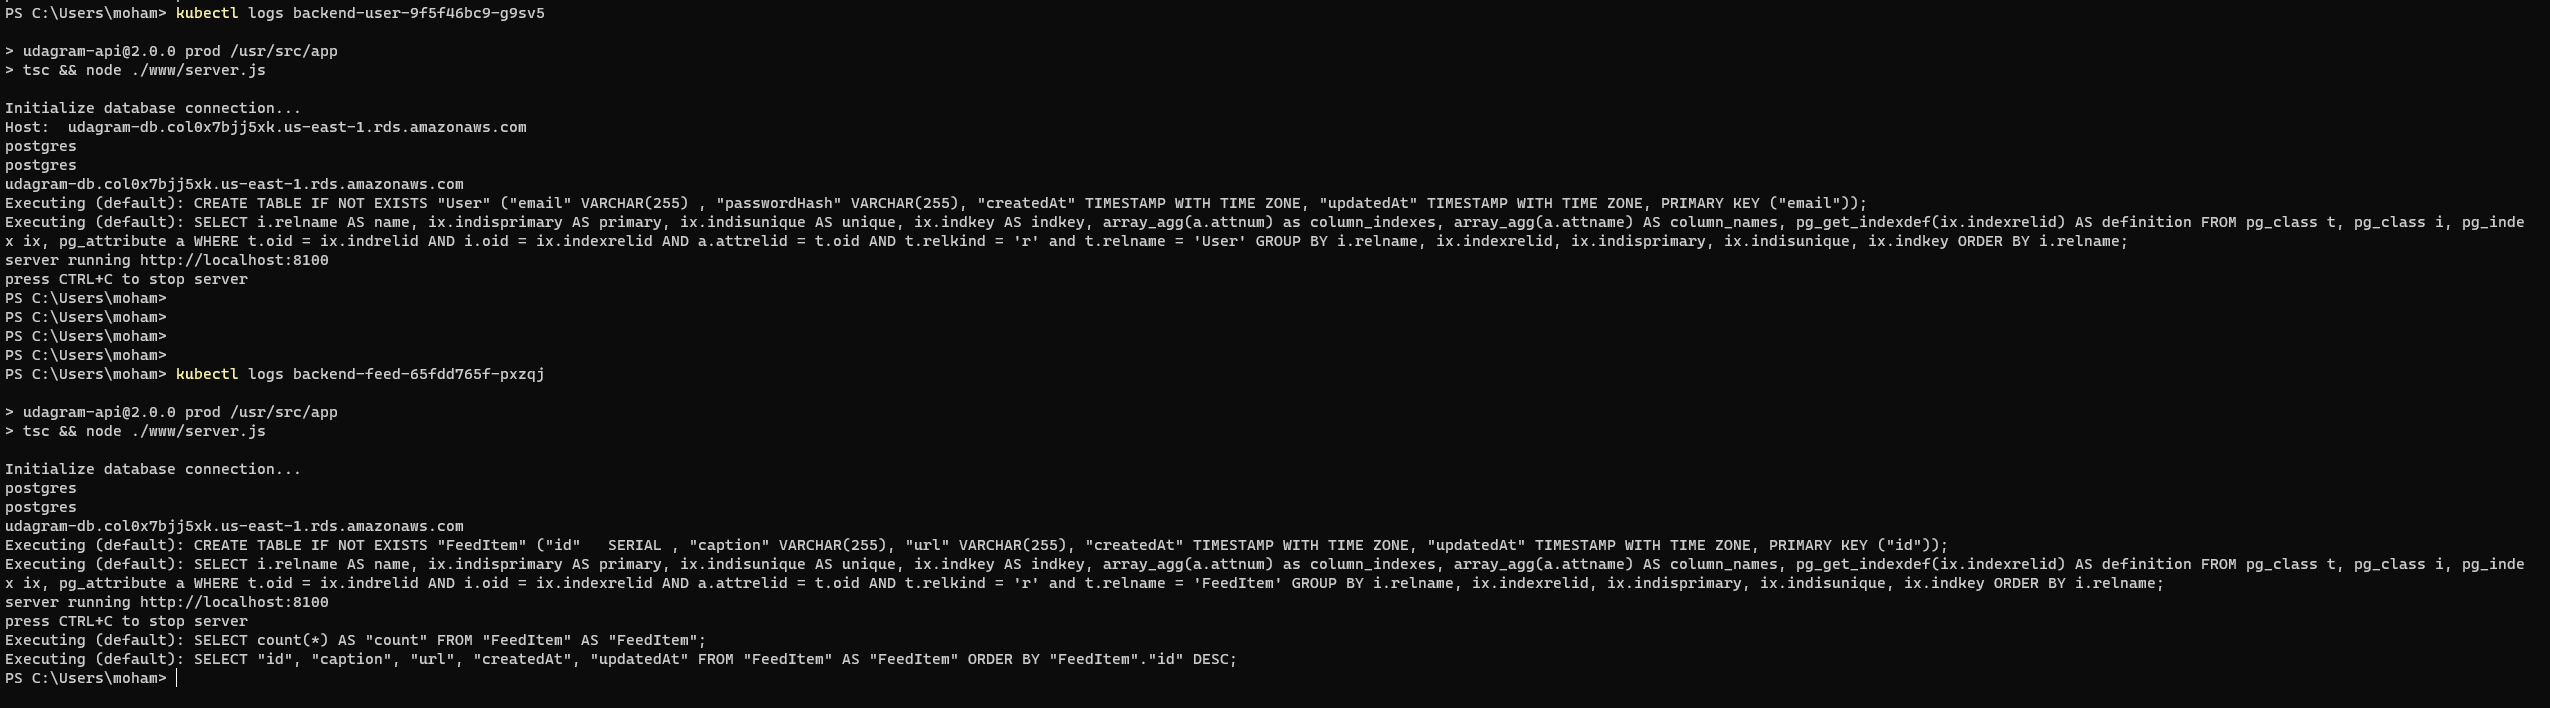 PS C:\Users\moham> kubectl logs backend-user-9f5f46bc9-g9sv5
> udagram-api@2.0.0 prod /usr/src/app
> tsc && node ./www/server.js
Initialize database connection...
Host:  udagram-db.col0x7bjj5xk.us-east-1.rds.amazonaws.com
postgres
postgres
udagram-db.col0x7bjj5xk.us-east-1.rds.amazonaws.com
Executing (default): CREATE TABLE IF NOT EXISTS "User" ("email" VARCHAR(255) , "passwordHash" VARCHAR(255), "createdAt" TIMESTAMP WITH TIME ZONE, "updatedAt" TIMESTAMP WITH TIME ZONE, PRIMARY KEY ("email"));
Executing (default): SELECT i.relname AS name, ix.indisprimary AS primary, ix.indisunique AS unique, ix.indkey AS indkey, array_agg(a.attnum) as column_indexes, array_agg(a.attname) AS column_names, pg_get_indexdef(ix.indexrelid) AS definition FROM pg_class t, pg_class i, pg_inde
x ix, pg_attribute a WHERE t.oid = ix.indrelid AND i.oid = ix.indexrelid AND a.attrelid = t.oid AND t.relkind = 'r' and t.relname = 'User' GROUP BY i.relname, ix.indexrelid, ix.indisprimary, ix.indisunique, ix.indkey ORDER BY i.relname;
server running http://localhost:8100
press CTRL+C to stop server
PS C:\Users\moham>
PS C:\Users\moham>
PS C:\Users\moham>
PS C:\Users\moham>
PS C:\Users\moham> kubectl logs backend-feed-65fdd765f-pxzqj
> udagram-api@2.0.0 prod /usr/src/app
> tsc && node ./www/server.js
Initialize database connection...
postgres
postgres
udagram-db.col0x7bjj5xk.us-east-1.rds.amazonaws.com
Executing (default): CREATE TABLE IF NOT EXISTS "FeedItem" ("id"   SERIAL , "caption" VARCHAR(255), "url" VARCHAR(255), "createdAt" TIMESTAMP WITH TIME ZONE, "updatedAt" TIMESTAMP WITH TIME ZONE, PRIMARY KEY ("id"));
Executing (default): SELECT i.relname AS name, ix.indisprimary AS primary, ix.indisunique AS unique, ix.indkey AS indkey, array_agg(a.attnum) as column_indexes, array_agg(a.attname) AS column_names, pg_get_indexdef(ix.indexrelid) AS definition FROM pg_class t, pg_class i, pg_inde
x ix, pg_attribute a WHERE t.oid = ix.indrelid AND i.oid = ix.indexrelid AND a.attrelid = t.oid AND t.relkind = 'r' and t.relname = 'FeedItem' GROUP BY i.relname, ix.indexrelid, ix.indisprimary, ix.indisunique, ix.indkey ORDER BY i.relname;
server running http://localhost:8100
press CTRL+C to stop server
Executing (default): SELECT count(*) AS "count" FROM "FeedItem" AS "FeedItem";
Executing (default): SELECT "id", "caption", "url", "createdAt", "updatedAt" FROM "FeedItem" AS "FeedItem" ORDER BY "FeedItem"."id" DESC;
PS C:\Users\moham>